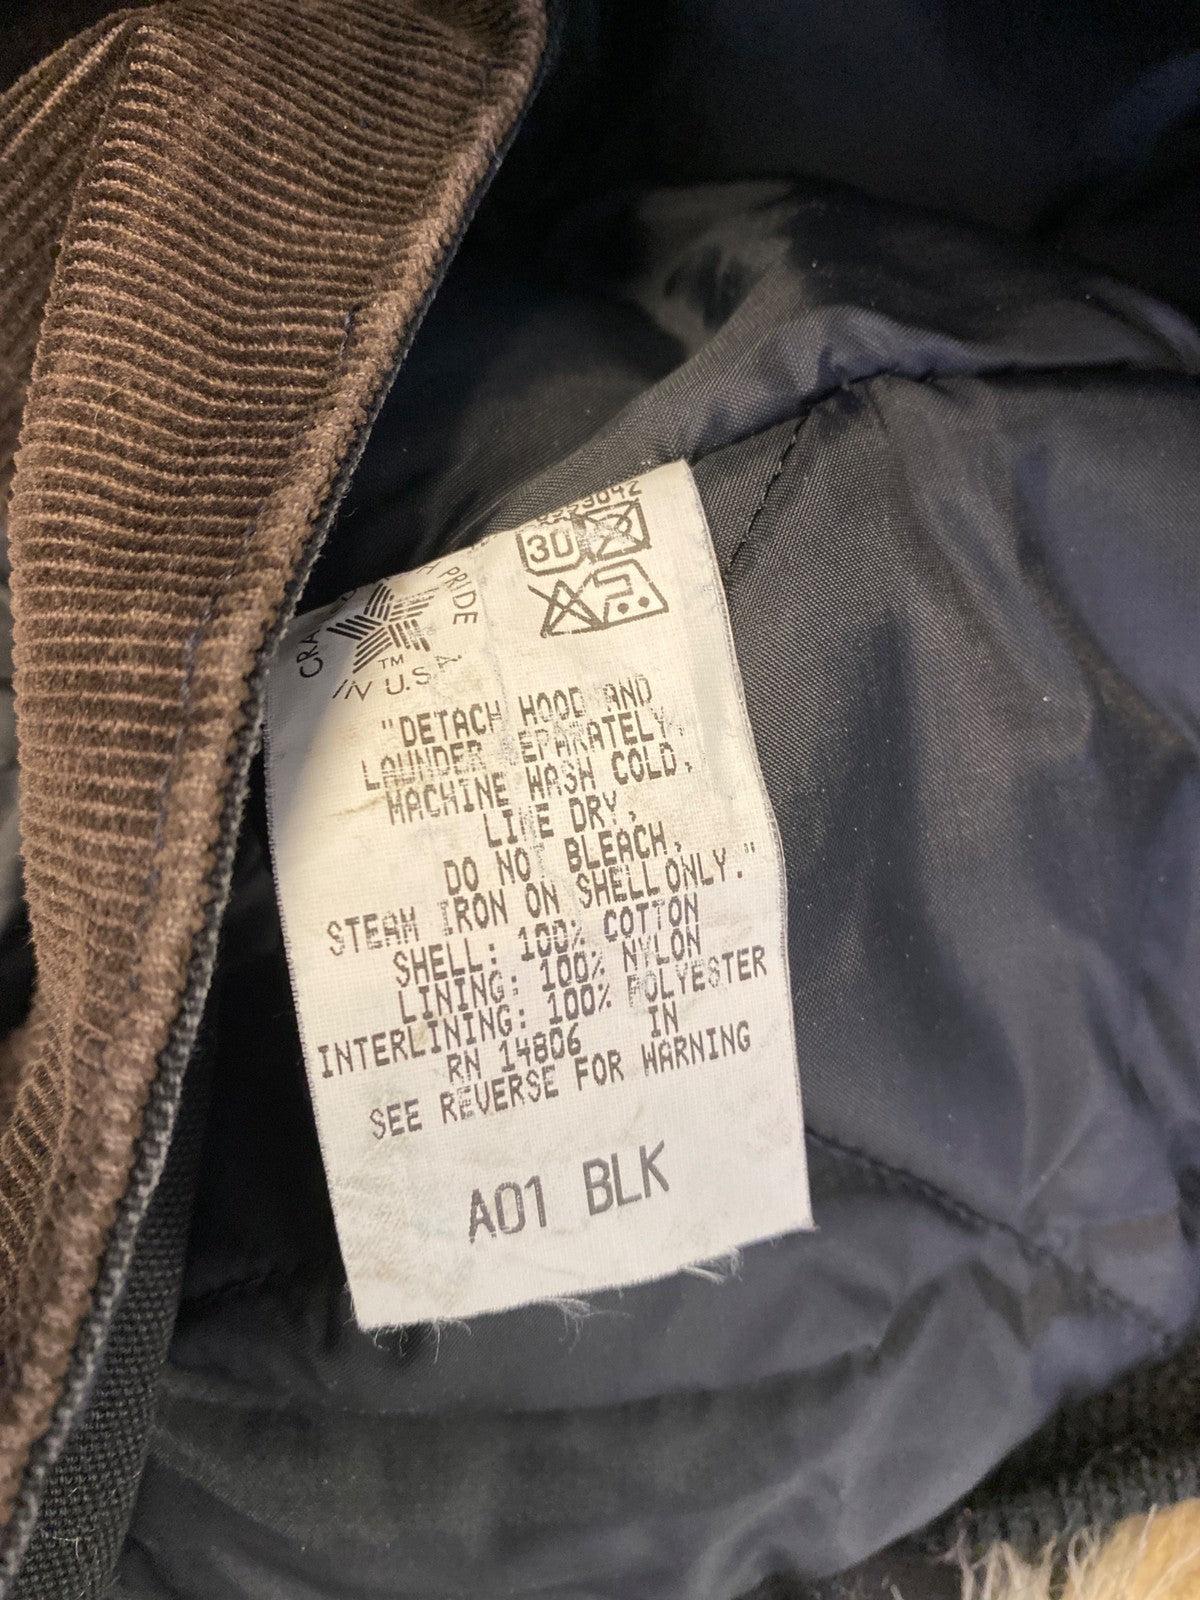 30
PRIDE
TM
IN U.S.A.
"DETACH HOOD AND
LAUNDER SEPARATELY.
MACHINE WASH COLD.
LINE DRY.
DO NOT BLEACH.
STEAM IRON ON SHELL ONLY."
SHELL: 100% COTTON
LINING: 100% NYLON
INTERLINING: 100% POLYESTER
RN 14806 IN
SEE REVERSE FOR WARNING
A01 BLK